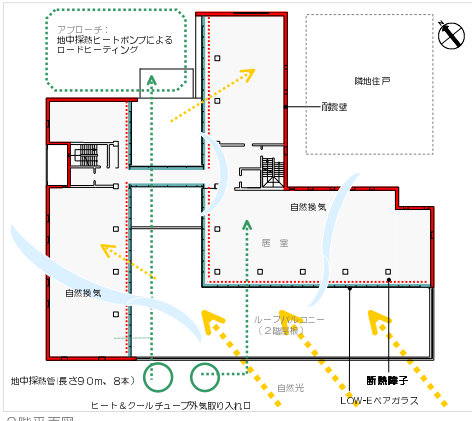 アプローチ：
地中採熱ヒートポンプによる
ロードヒーティング
N
隣地住戸
耐震壁
自然換気
居 室
自然換気
ルーフバルコニー
(2階屋根)
断熱障子
地中採熱管(長さ90m、8本)
自然光
LOW-Eペアガラス
ヒート＆クールチューブ外気取り入れ口